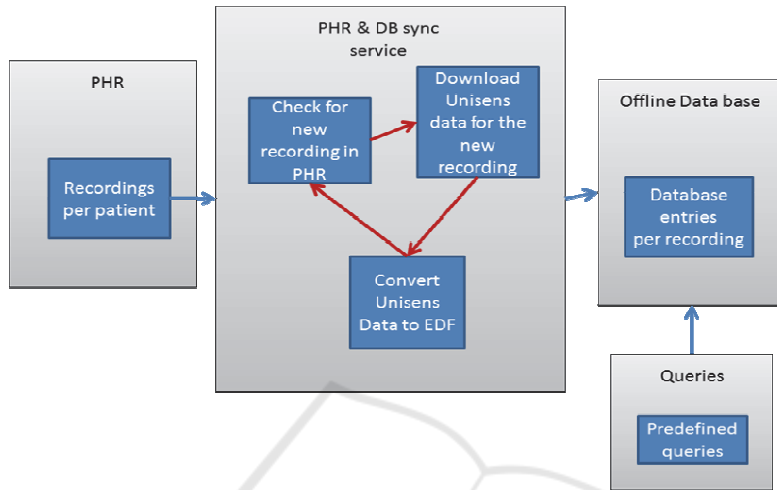 PHR
Recordings
per patient
PHR & DB sync
service
Check for
new
recording in
PHR
Download
Unisens
data for the
new
recording
Convert
Unisens
Data to EDF
Offline Data base
Database
entries
per recording
Queries
Predefined
queries